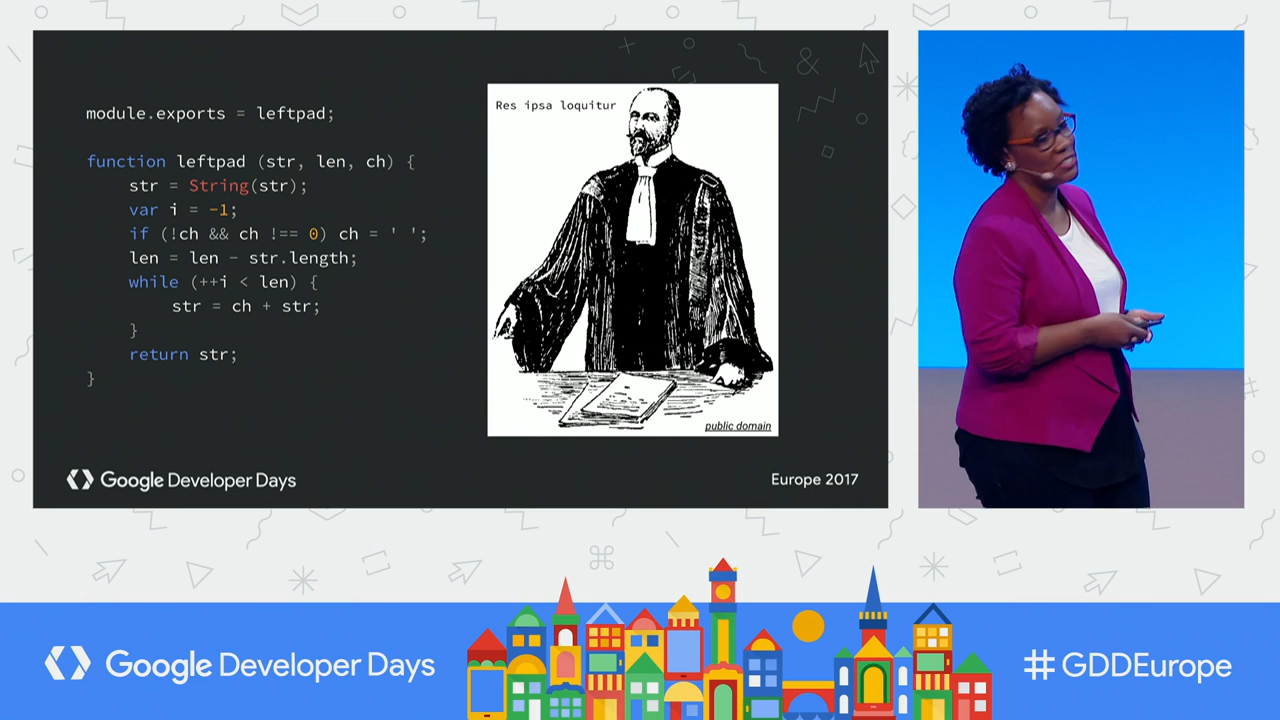 module.exports = leftpad;
function leftpad (str, len, ch) {
str = String(str);
var i = -1;
if (!ch && ch !== 0) ch = ' ';
len = len - str.length;
while (++i < len) {
str = ch + str;
}
return str;
}
Res ipsa loquitur
public domain
Google Developer Days
Europe 2017
Google Developer Days
#GDDEurope